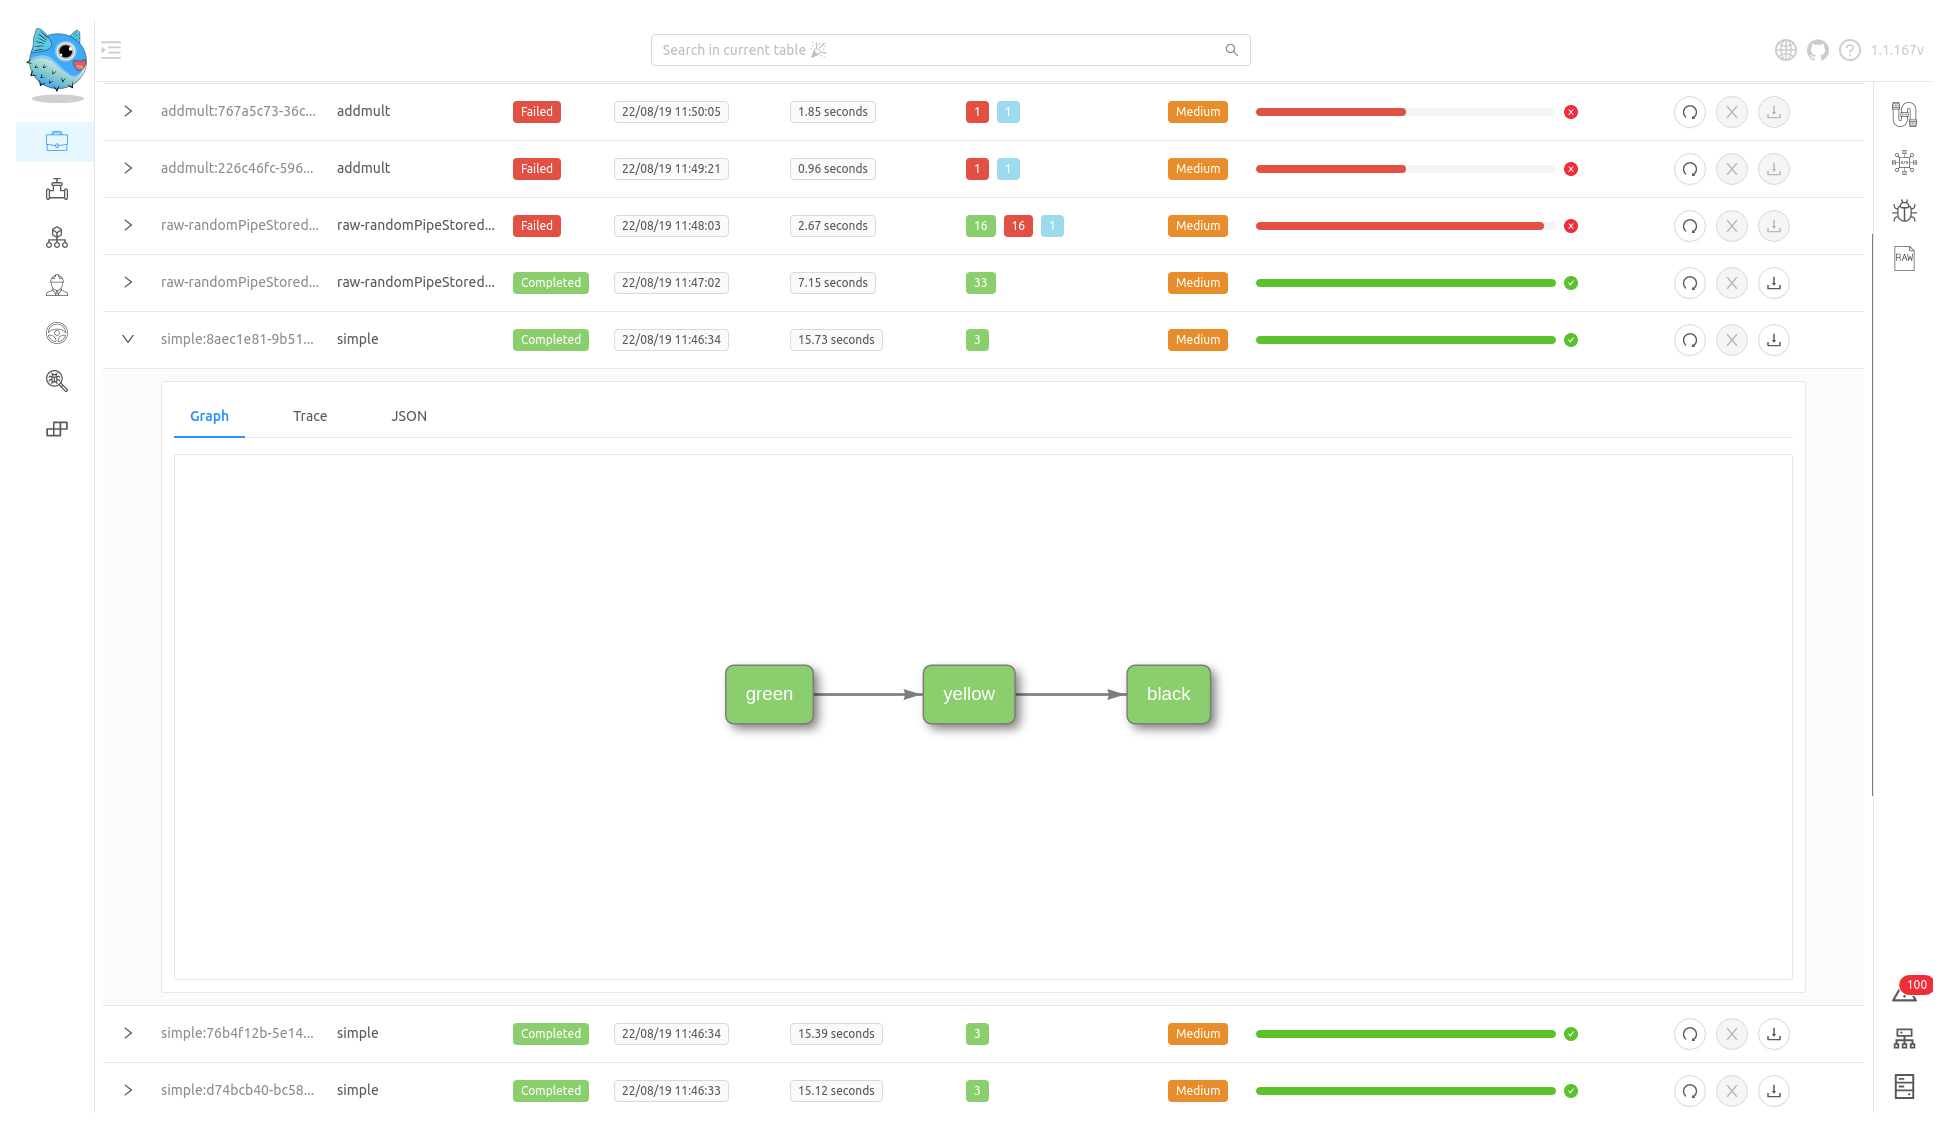 Search in current table 🎉
1.1.167v
addmult:767a5c73-36c... addmult Failed 22/08/19 11:50:05 1.85 seconds 1 1 Medium
addmult:226c46fc-596... addmult Failed 22/08/19 11:49:21 0.96 seconds 1 1 Medium
raw-randomPipeStored... raw-randomPipeStored... Failed 22/08/19 11:48:03 2.67 seconds 16 16 1 Medium
raw-randomPipeStored... raw-randomPipeStored... Completed 22/08/19 11:47:02 7.15 seconds 33 Medium
simple:8aec1e81-9b51... simple Completed 22/08/19 11:46:34 15.73 seconds 3 Medium
Graph Trace JSON
green yellow black
simple:76b4f12b-5e14... simple Completed 22/08/19 11:46:34 15.39 seconds 3 Medium
simple:d74bcb40-bc58... simple Completed 22/08/19 11:46:33 15.12 seconds 3 Medium
RAW
100